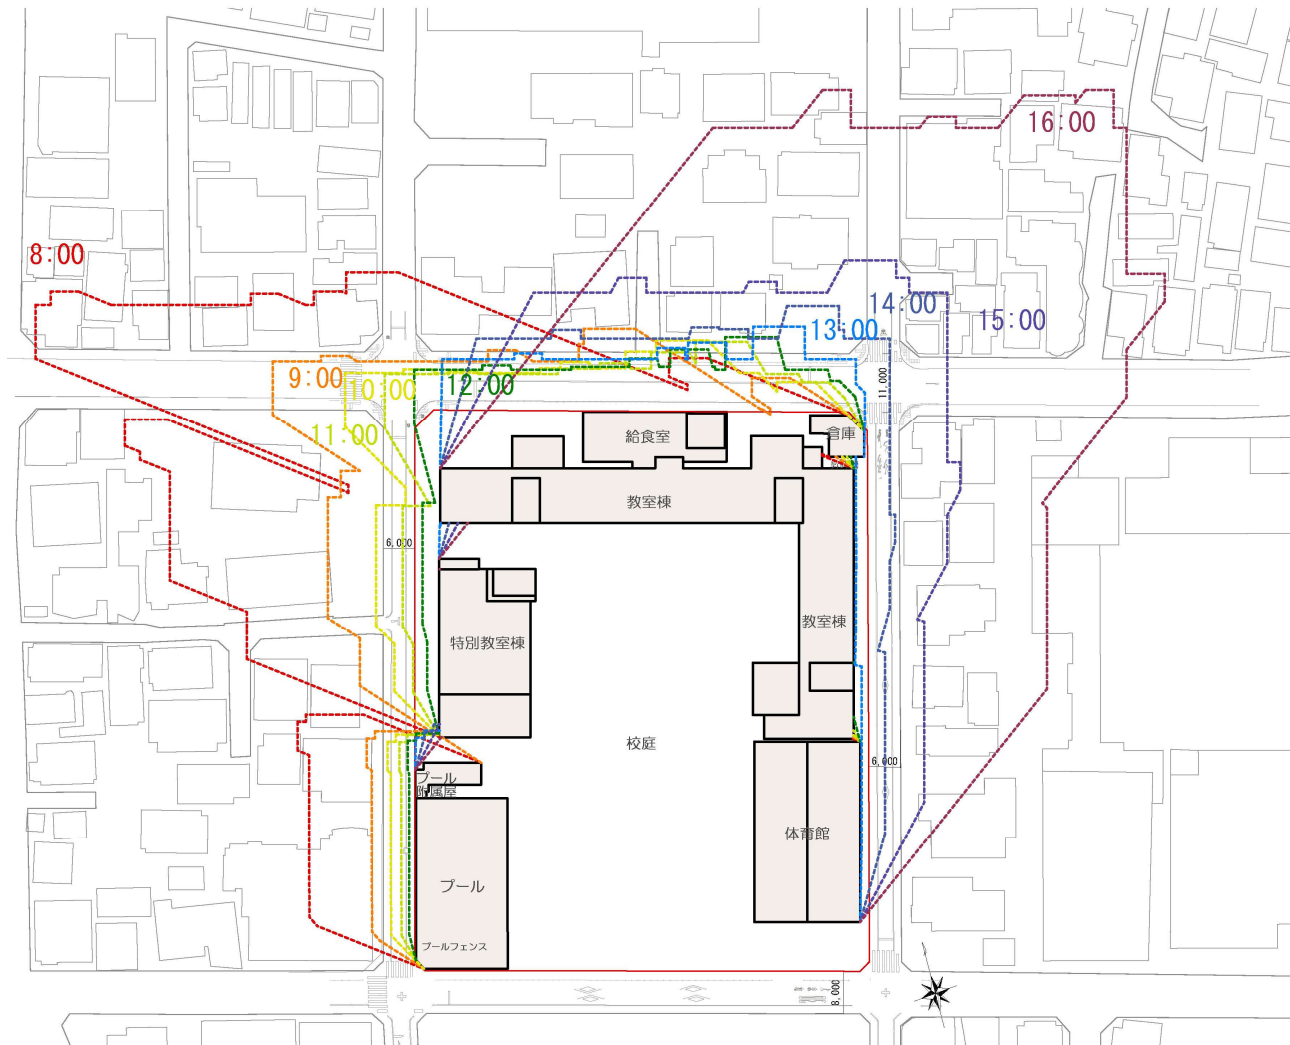 16:00
8:00
14:00
15:00
13:00
9:00
10:00
12:00
11,000
11:00
給食室
倉庫
教室棟
6,000
教室棟
特別教室棟
校庭
6,000
プール
附属屋
体育館
プール
プールフェンス
8,000